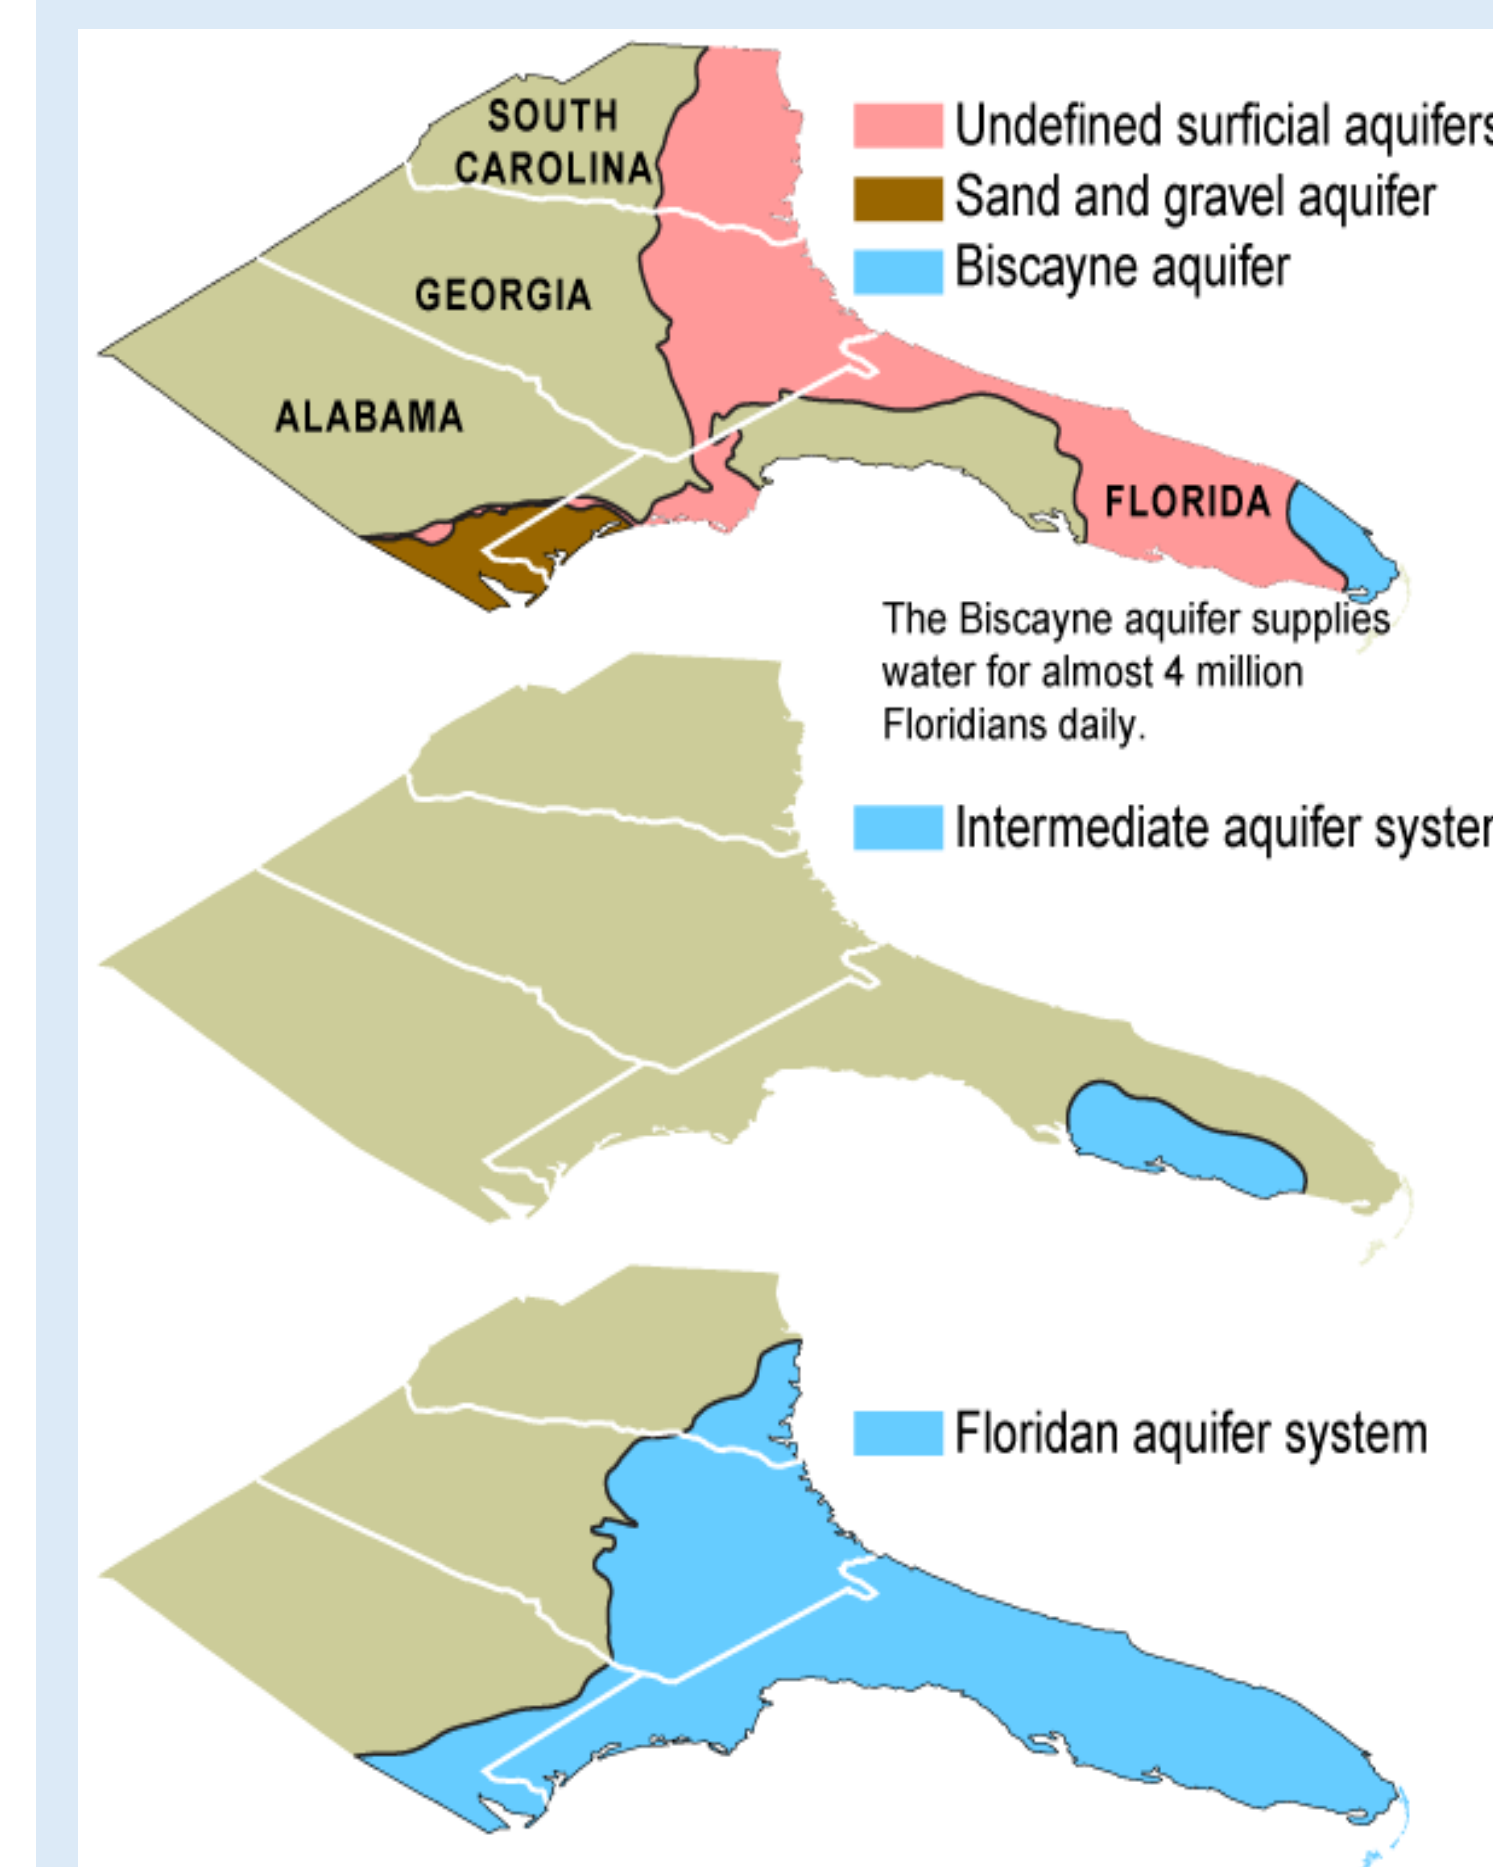 SOUTH
CAROLINA
GEORGIA
ALABAMA
FLORIDA
Undefined surficial aquifers
Sand and gravel aquifer
Biscayne aquifer
The Biscayne aquifer supplies
water for almost 4 million
Floridians daily.
Intermediate aquifer
Floridan aquifer system